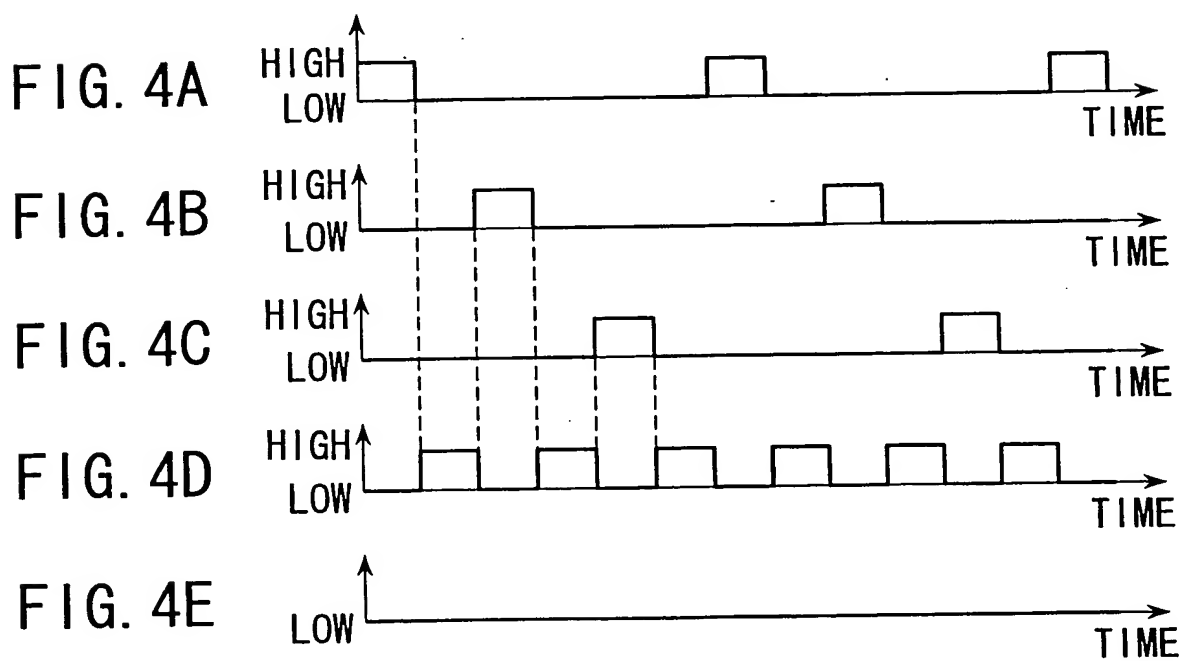 FIG. 4A
HIGH
LOW
TIME
FIG. 4B
HIGH
LOW
TIME
FIG. 4C
HIGH
LOW
TIME
FIG. 4D
HIGH
LOW
TIME
FIG. 4E
LOW
TIME